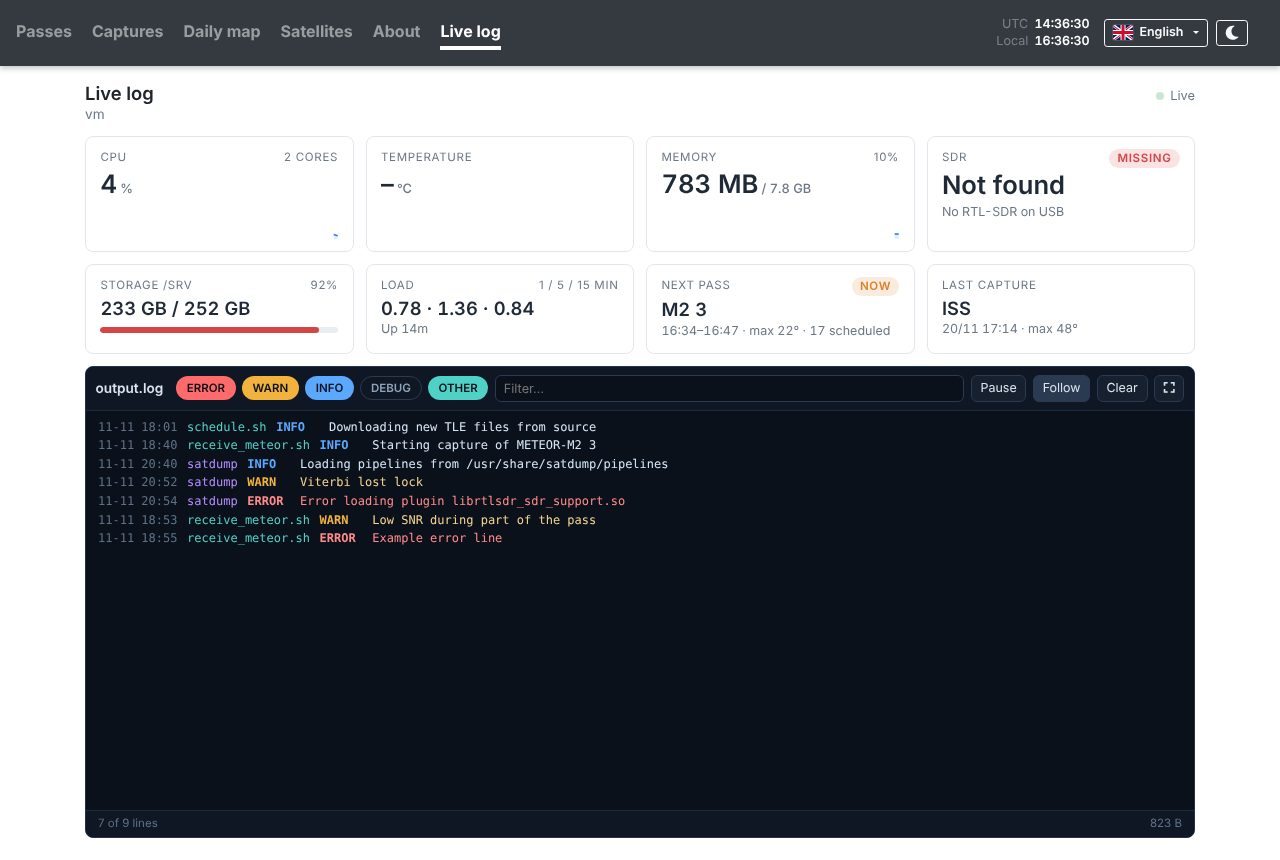 Passes Captures Daily map Satellites About Live log
UTC 14:36:30
Local 16:36:30
English
Live log
vm
Live
CPU 2 CORES
4 %
TEMPERATURE
– °C
MEMORY 10%
783 MB / 7.8 GB
SDR MISSING
Not found
No RTL-SDR on USB
STORAGE /SRV 92%
233 GB / 252 GB
LOAD 1 / 5 / 15 MIN
0.78 · 1.36 · 0.84
Up 14m
NEXT PASS NOW
M2 3
16:34–16:47 · max 22° · 17 scheduled
LAST CAPTURE
ISS
20/11 17:14 · max 48°
output.log ERROR WARN INFO DEBUG OTHER Filter... Pause Follow Clear
11-11 18:01 schedule.sh INFO Downloading new TLE files from source
11-11 18:40 receive_meteor.sh INFO Starting capture of METEOR-M2 3
11-11 20:40 satdump INFO Loading pipelines from /usr/share/satdump/pipelines
11-11 20:52 satdump WARN Viterbi lost lock
11-11 20:54 satdump ERROR Error loading plugin librtlsdr_sdr_support.so
11-11 18:53 receive_meteor.sh WARN Low SNR during part of the pass
11-11 18:55 receive_meteor.sh ERROR Example error line
7 of 9 lines 823 B